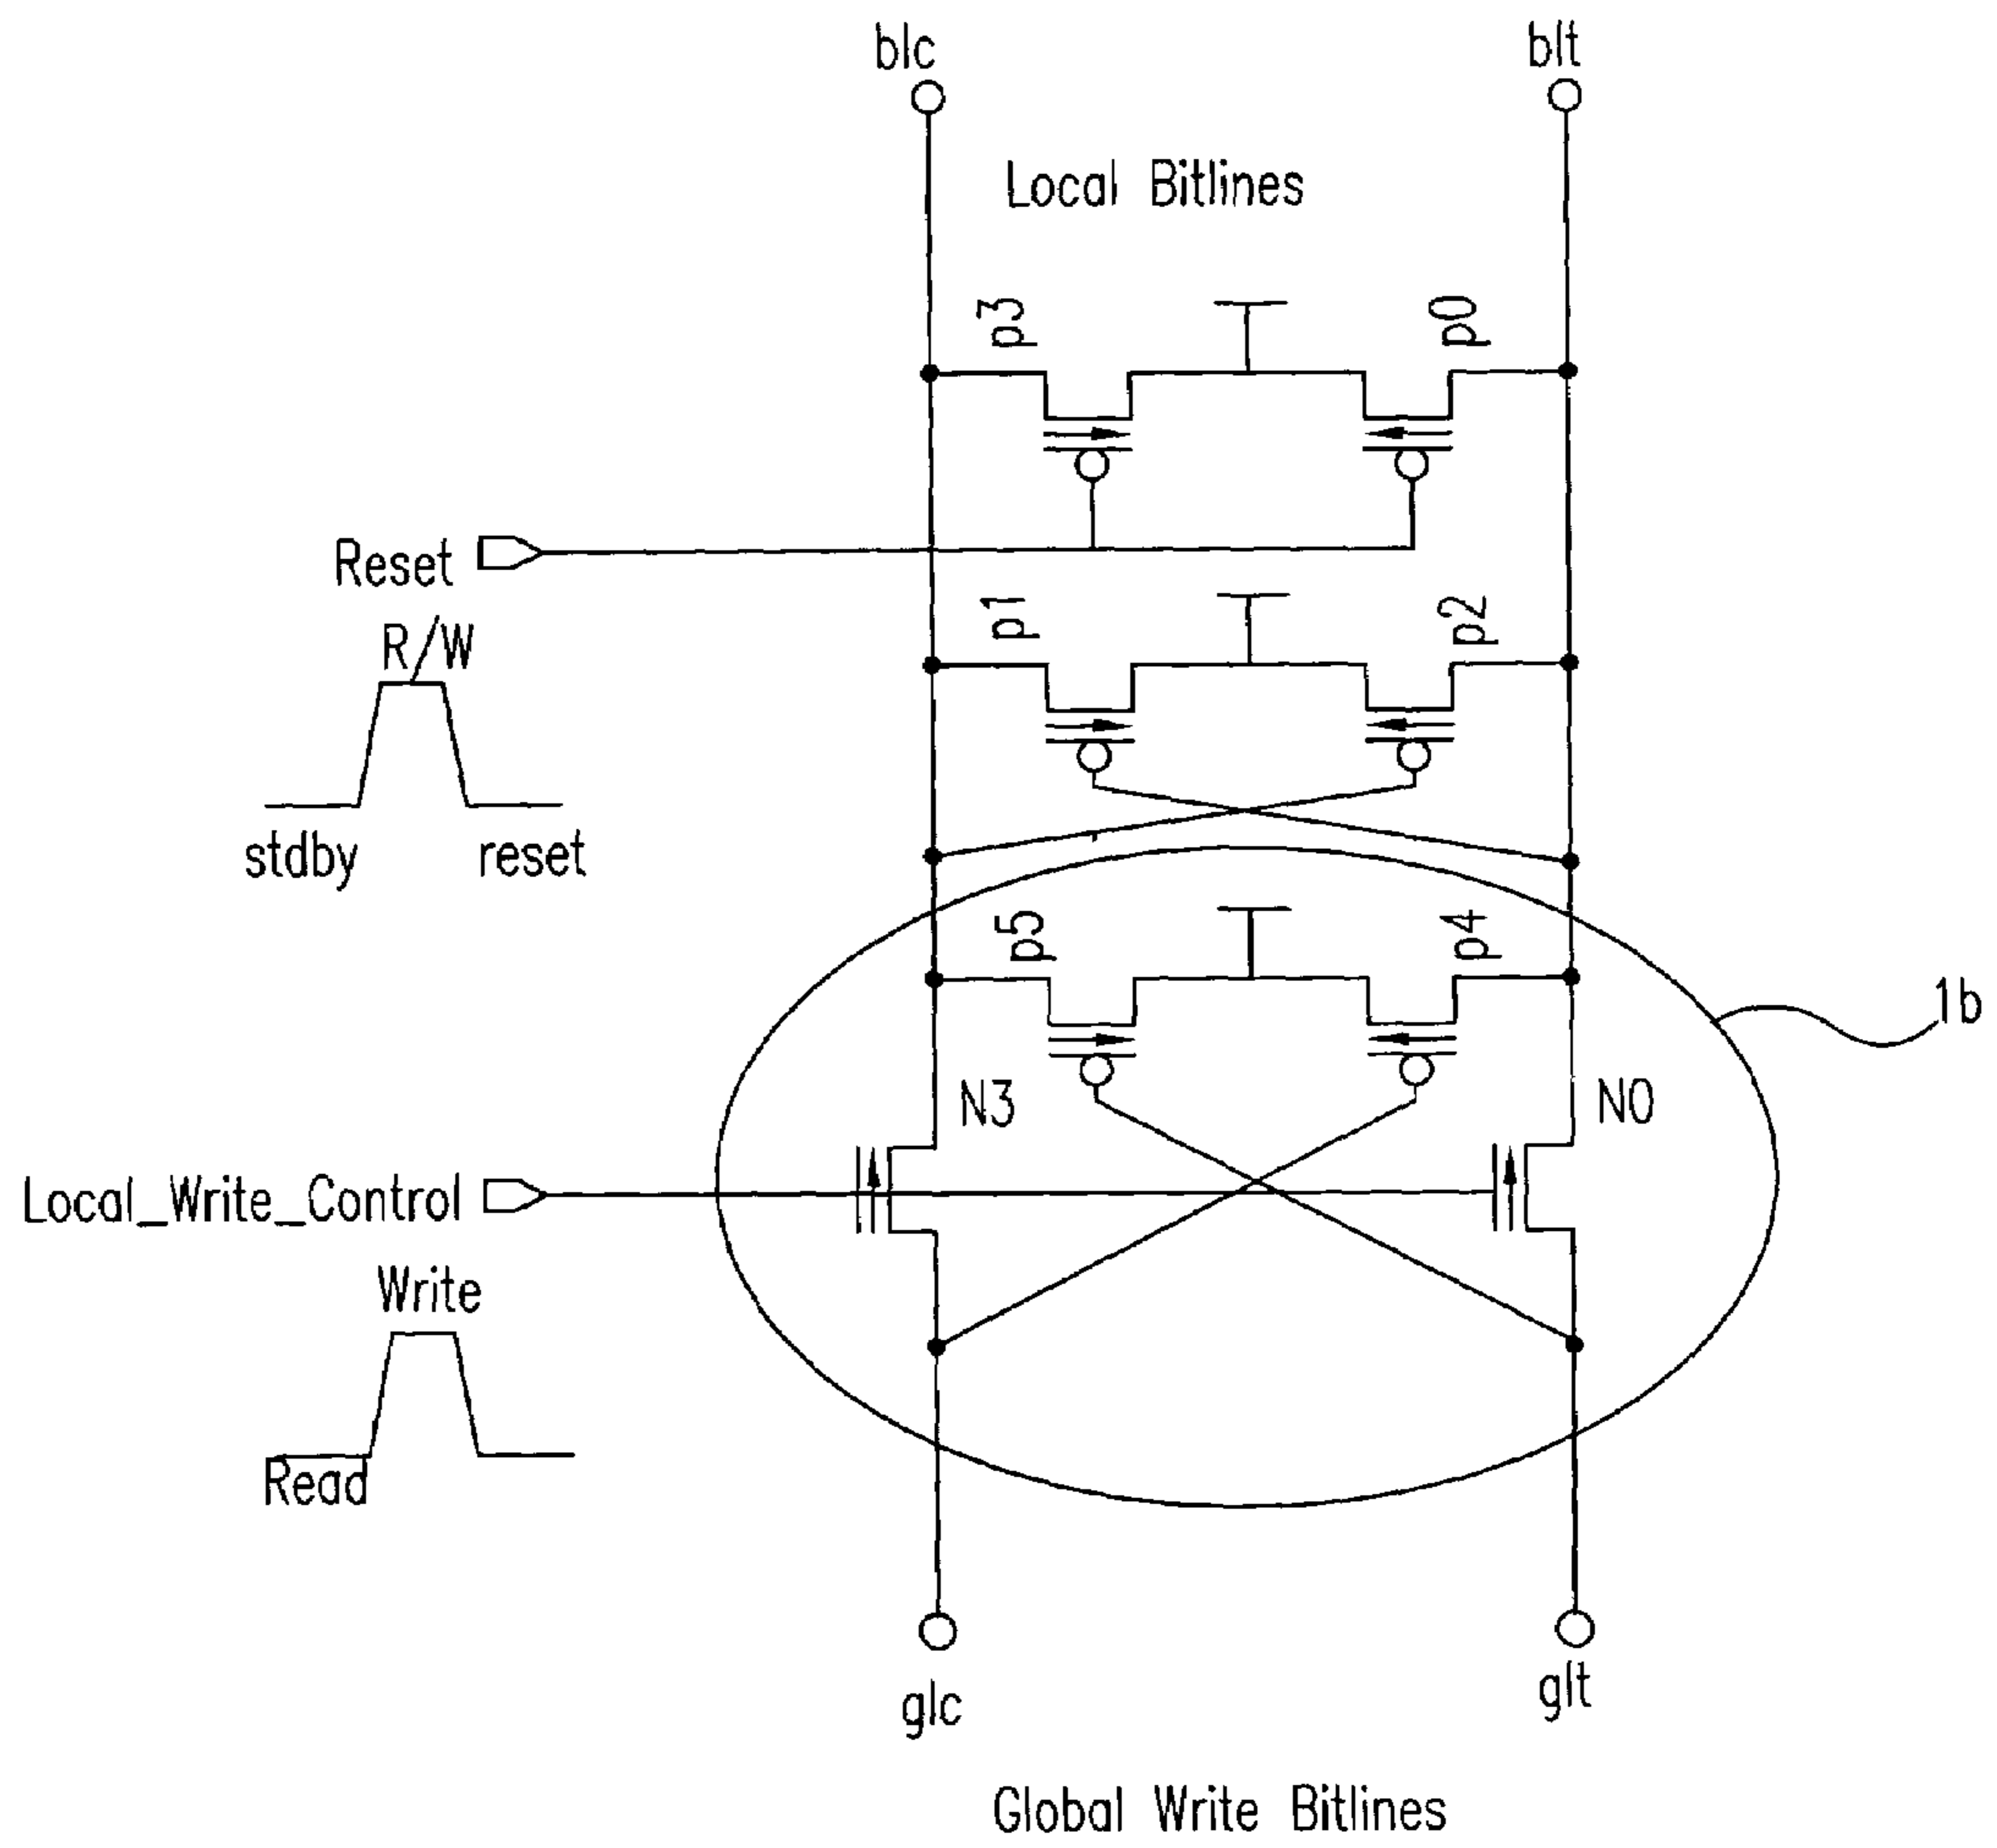 blc
blt
Local Bitlines
p3
p0
Reset
R/W
stdby
reset
p1
p2
p5
p4
1b
N3
N0
Local_Write_Control
Write
Read
glc
glt
Global Write Bitlines